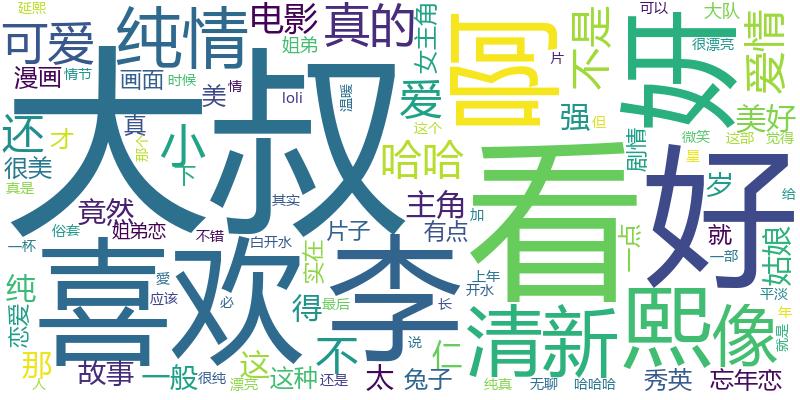 延熙
可爱
纯情
电影
真的
姐弟
女主角
片
不是
可以
大队
很漂亮
爱情
漫画
情节
画面
时候
美
情
loli
温暖
爱
啊
妍
强
但
美好
微笑
这部
觉得
还
才
真
那个
小
下
大叔
哈哈
这个
看
剧情
量
岁
给
好
很美
真是
竟然
其实
主角
加
就
姑娘
俗套
姐弟恋
不错
白开水
片子
有点
一点
一部
一杯
喜欢
李
实在
上年
开水
平淡
纯
愛
应该
得
最后
长
清新
熙
像
年
就是
恋爱
必
不
说
仁
那
人
故事
一般
很纯
这
这种
漂亮
还是
太
兔子
纯真
无聊
哈哈哈
秀英
忘年恋